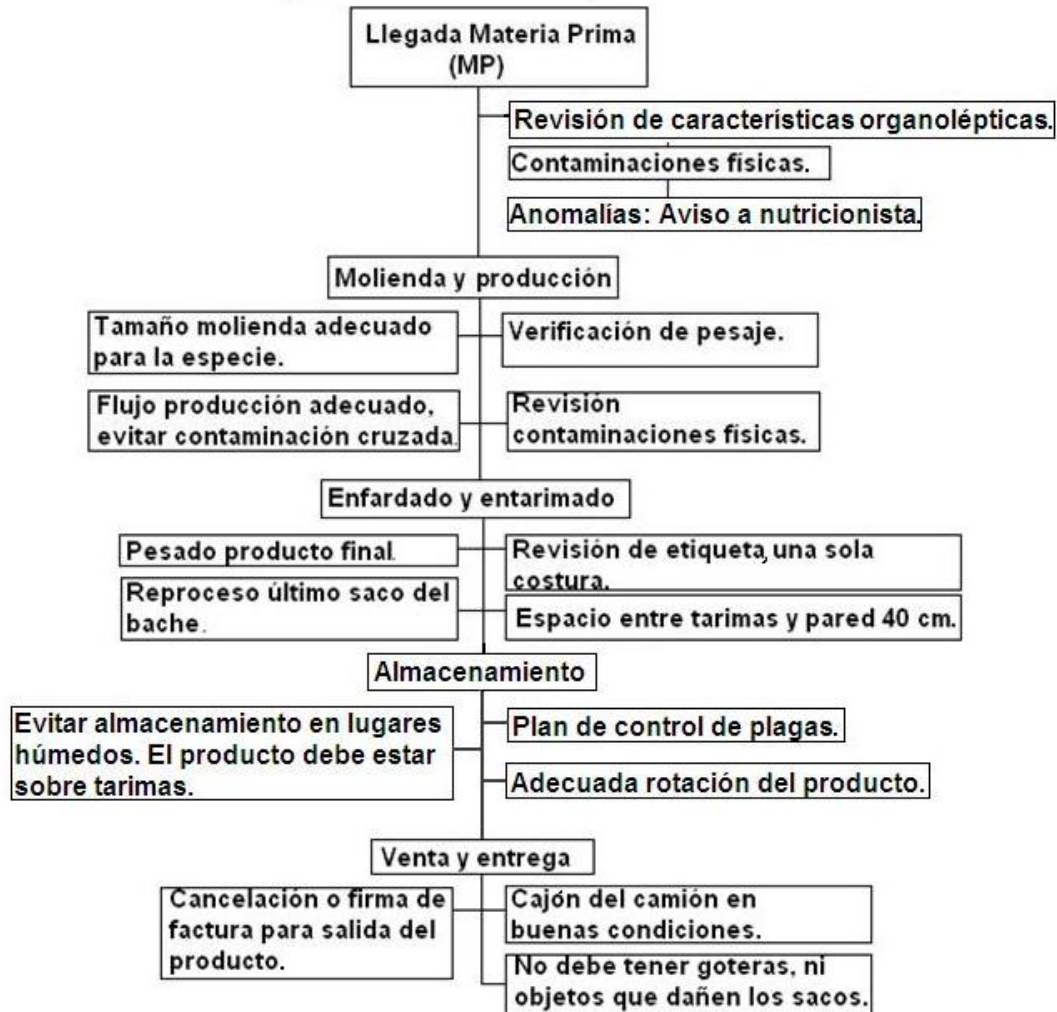 Llegada Materia Prima
(MP)
Revisión de características organolépticas.
Contaminaciones físicas.
Anomalías: Aviso a nutricionista.
Molienda y producción
Tamaño molienda adecuado
para la especie.
Verificación de pesaje.
Flujo producción adecuado,
evitar contaminación cruzada.
Revisión
contaminaciones físicas.
Enfardado y entarimado
Pesado producto final.
Revisión de etiqueta, una sola
costura.
Reproceso último saco del
bache.
Espacio entre tarimas y pared 40 cm.
Almacenamiento
Evitar almacenamiento en lugares
húmedos. El producto debe estar
sobre tarimas.
Plan de control de plagas.
Adecuada rotación del producto.
Venta y entrega
Cancelación o firma de
factura para salida del
producto.
Cajón del camión en
buenas condiciones.
No debe tener goteras, ni
objetos que dañen los sacos.